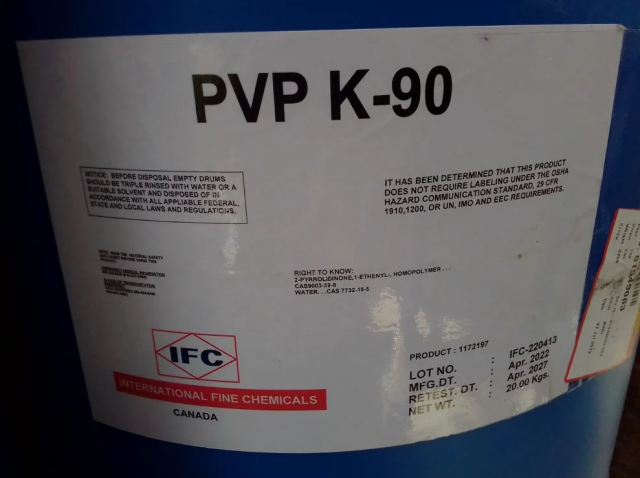 PVP K-90
NOTICE: BEFORE DISPOSAL EMPTY DRUMS
SHOULD BE TRIPLE RINSED WITH WATER OR A
SUITABLE SOLVENT AND DISPOSED OF IN
ACCORDANCE WITH ALL APPLIABLE FEDERAL,
STATE AND LOCAL LAWS AND REGULATIONS.
IT HAS BEEN DETERMINED THAT THIS PRODUCT
DOES NOT REQUIRE LABELING UNDER THE OSHA
HAZARD COMMUNICATION STANDARD, 29 CFR
1910,1200, OR UN, IMO AND EEC REQUIREMENTS.
RIGHT TO KNOW:
2-PYRROLIDINONE,1-ETHENYL-, HOMOPOLYMER ...
CAS9003-39-8
WATER. . .CAS 7732-18-5
IFC
INTERNATIONAL FINE CHEMICALS
CANADA
PRODUCT : 1172197
LOT NO. : IFC-220413
MFG.DT. : Apr. 2022
RETEST. DT. : Apr. 2027
NET WT. : 20.00 Kgs.